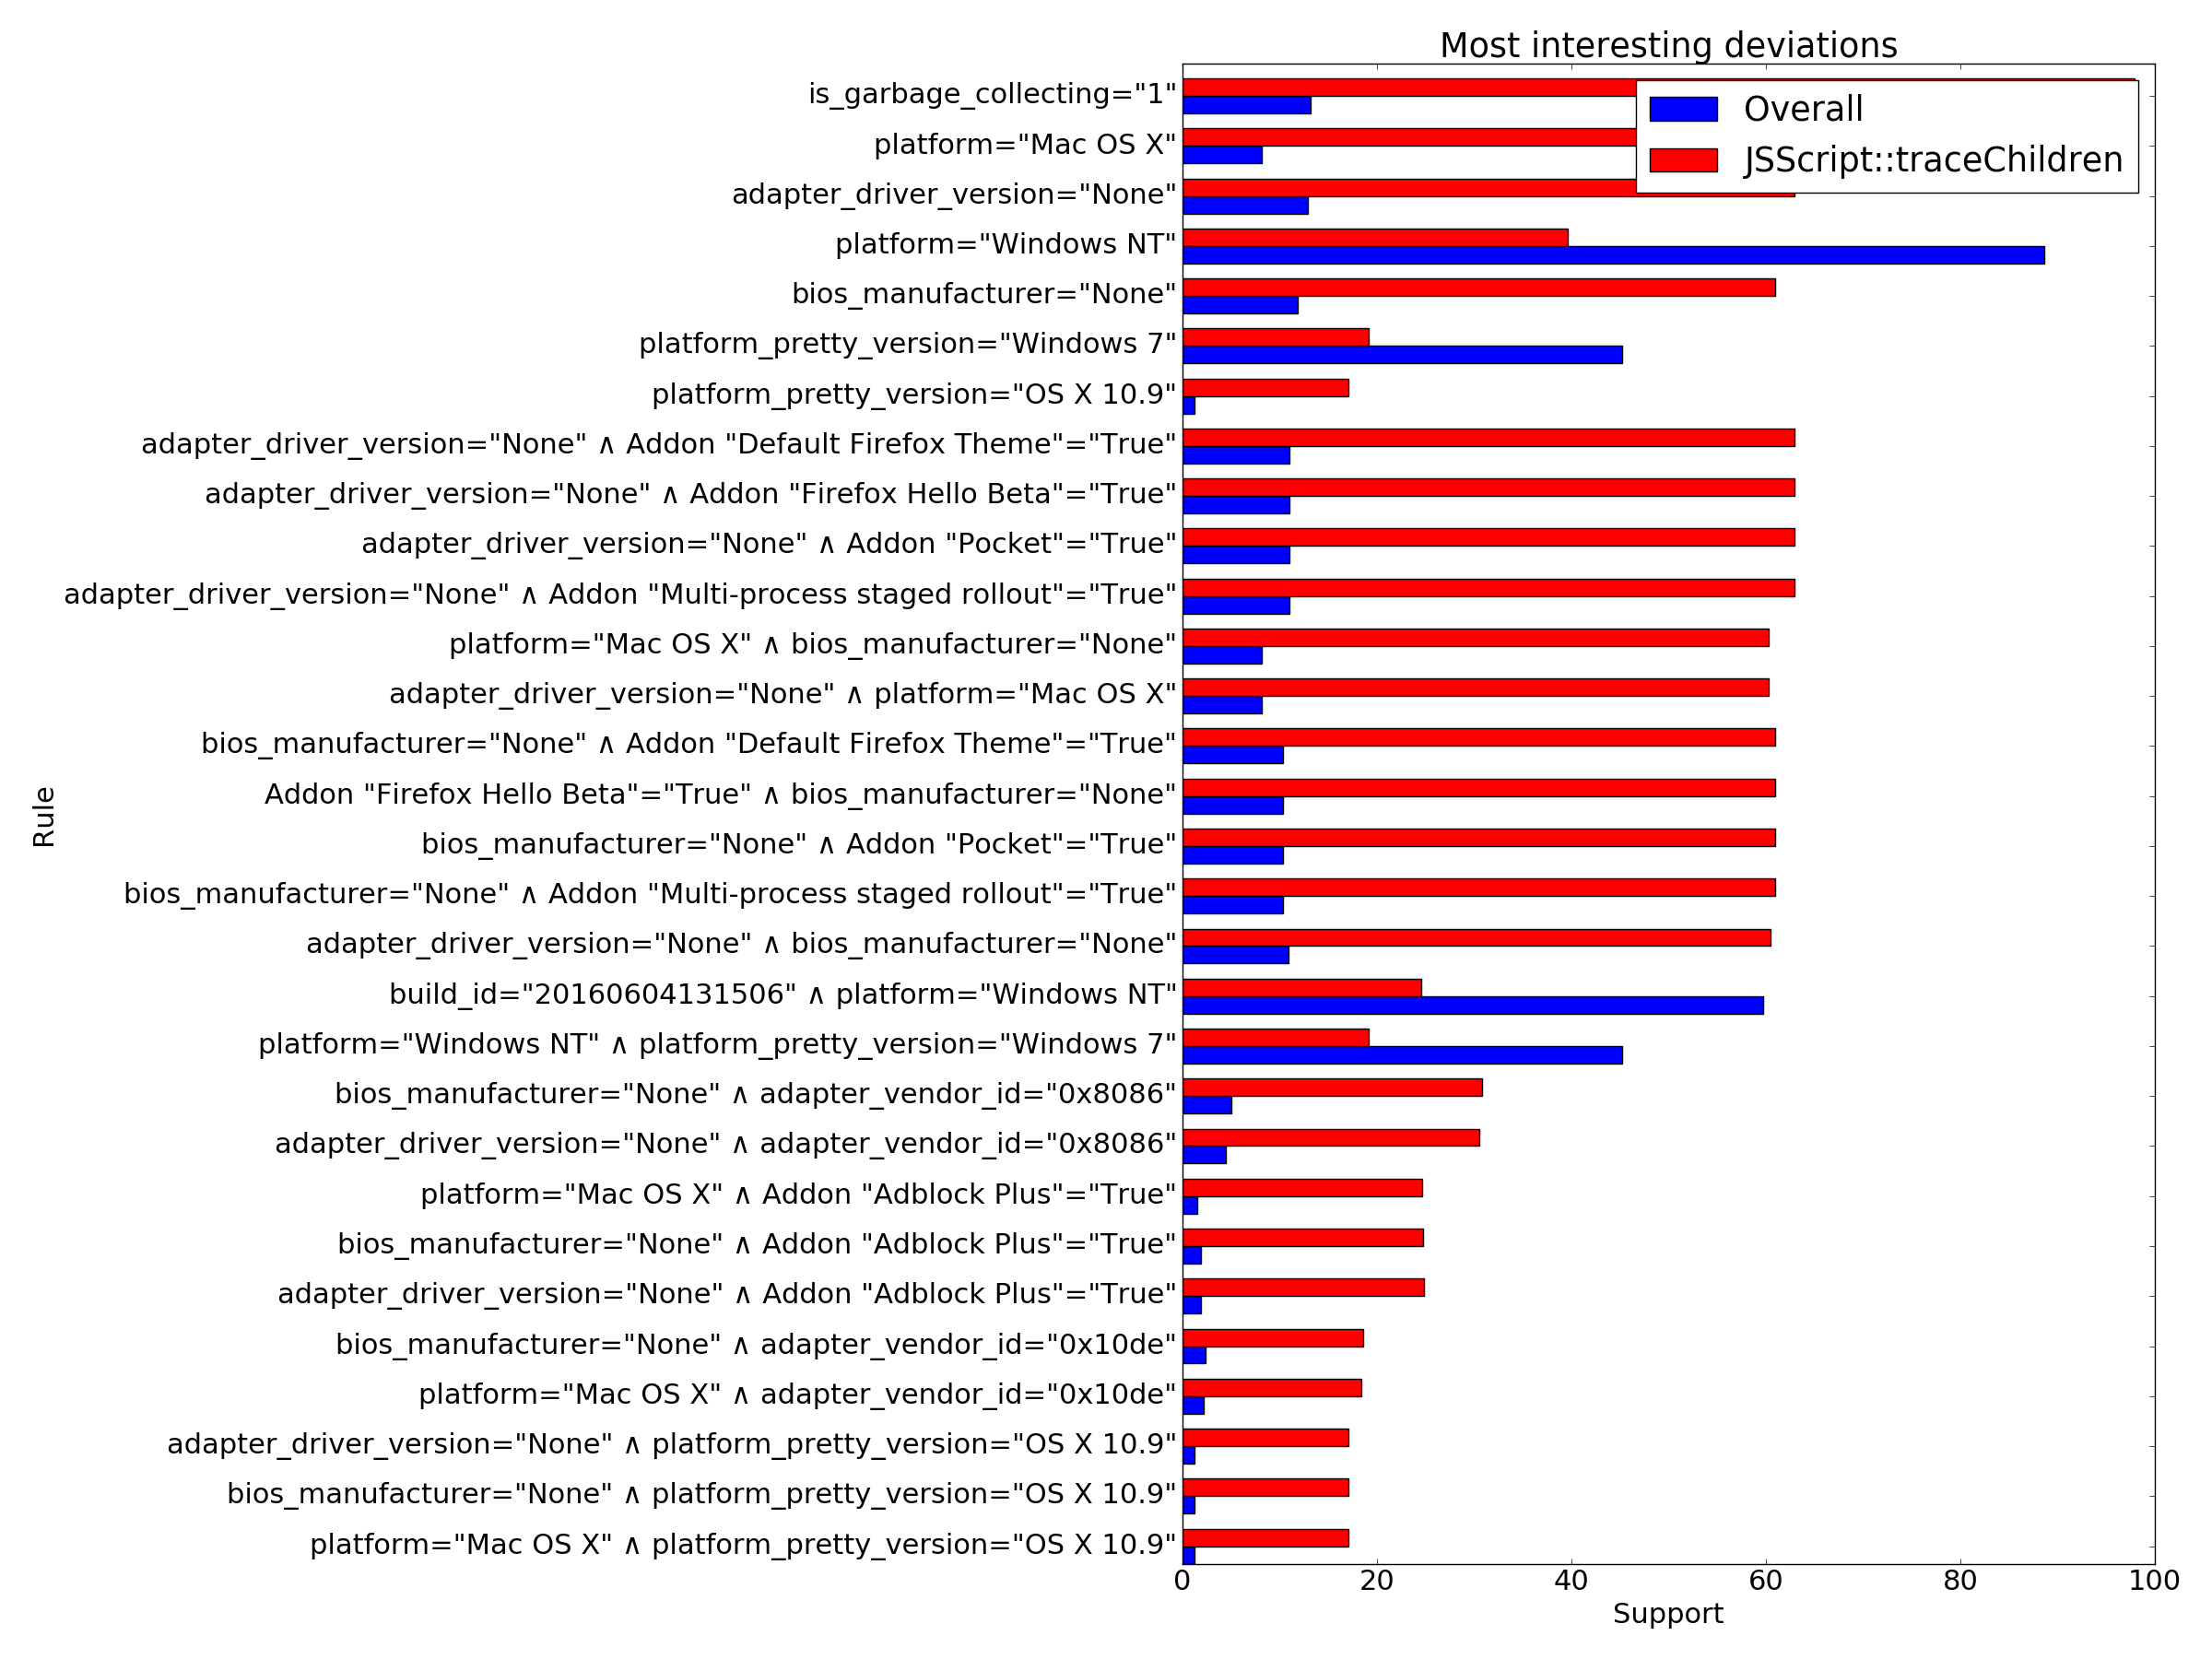 Most interesting deviations
Overall
JSScript::traceChildren
is_garbage_collecting="1"
platform="Mac OS X"
adapter_driver_version="None"
platform="Windows NT"
bios_manufacturer="None"
platform_pretty_version="Windows 7"
platform_pretty_version="OS X 10.9"
adapter_driver_version="None" ∧ Addon "Default Firefox Theme"="True"
adapter_driver_version="None" ∧ Addon "Firefox Hello Beta"="True"
adapter_driver_version="None" ∧ Addon "Pocket"="True"
adapter_driver_version="None" ∧ Addon "Multi-process staged rollout"="True"
platform="Mac OS X" ∧ bios_manufacturer="None"
adapter_driver_version="None" ∧ platform="Mac OS X"
bios_manufacturer="None" ∧ Addon "Default Firefox Theme"="True"
Addon "Firefox Hello Beta"="True" ∧ bios_manufacturer="None"
bios_manufacturer="None" ∧ Addon "Pocket"="True"
bios_manufacturer="None" ∧ Addon "Multi-process staged rollout"="True"
adapter_driver_version="None" ∧ bios_manufacturer="None"
build_id="20160604131506" ∧ platform="Windows NT"
platform="Windows NT" ∧ platform_pretty_version="Windows 7"
bios_manufacturer="None" ∧ adapter_vendor_id="0x8086"
adapter_driver_version="None" ∧ adapter_vendor_id="0x8086"
platform="Mac OS X" ∧ Addon "Adblock Plus"="True"
bios_manufacturer="None" ∧ Addon "Adblock Plus"="True"
adapter_driver_version="None" ∧ Addon "Adblock Plus"="True"
bios_manufacturer="None" ∧ adapter_vendor_id="0x10de"
platform="Mac OS X" ∧ adapter_vendor_id="0x10de"
adapter_driver_version="None" ∧ platform_pretty_version="OS X 10.9"
bios_manufacturer="None" ∧ platform_pretty_version="OS X 10.9"
platform="Mac OS X" ∧ platform_pretty_version="OS X 10.9"
Rule
0 20 40 60 80 100
Support